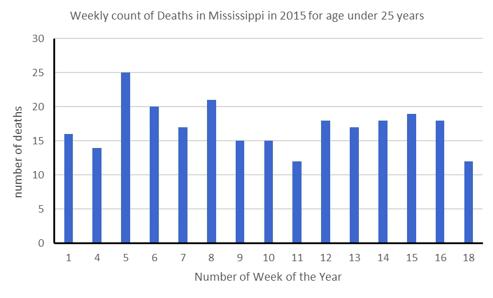 Weekly count of Deaths in Mississippi in 2015 for age under 25 years
30
25
20
15
10
5
0
number of deaths
1 4 5 6 7 8 9 10 11 12 13 14 15 16 18
Number of Week of the Year